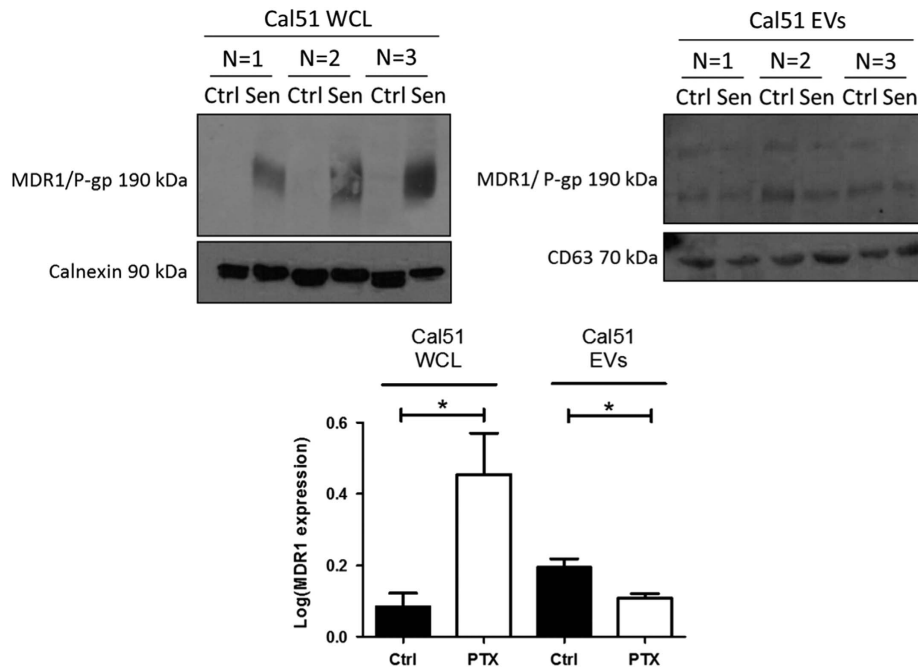 Cal51 WCL
N=1 N=2 N=3
Ctrl Sen Ctrl Sen Ctrl Sen
MDR1/P-gp 190 kDa
Calnexin 90 kDa
Cal51 EVs
N=1 N=2 N=3
Ctrl Sen Ctrl Sen Ctrl Sen
MDR1/ P-gp 190 kDa
CD63 70 kDa
Cal51
WCL
Cal51
EVs
*
*
Log(MDR1 expression)
0.6
0.4
0.2
0.0
Ctrl PTX Ctrl PTX